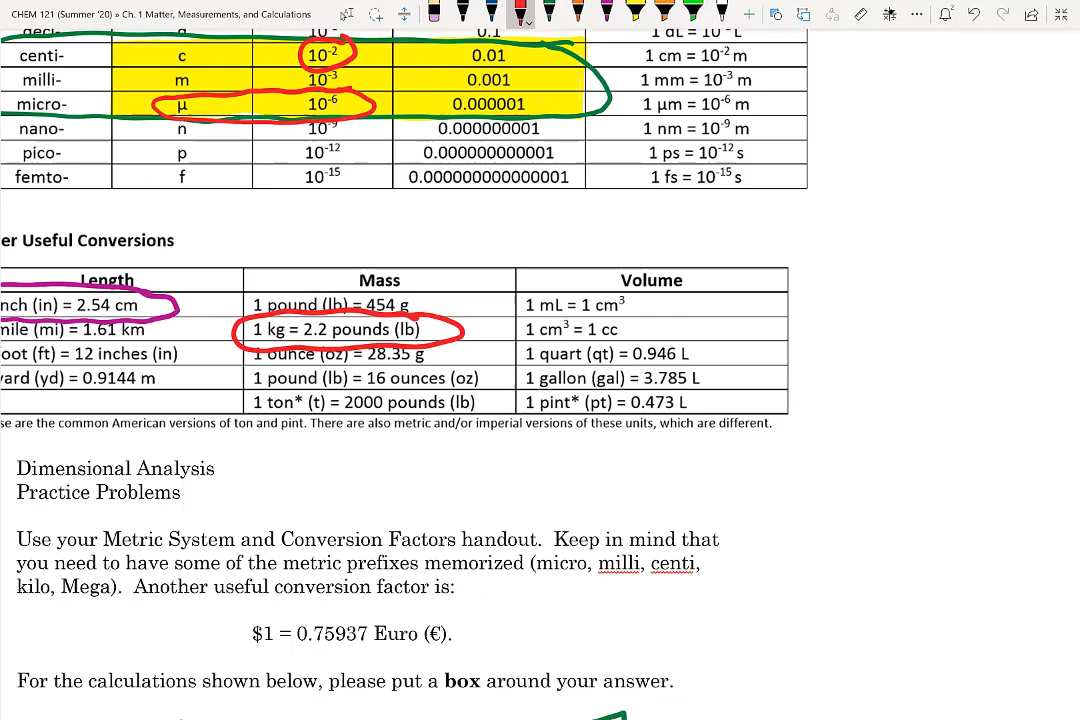 CHEM 121 (Summer '20) » Ch. 1 Matter, Measurements, and Calculations
deci- d 10⁻ 0.1 1 dL = 10⁻ L
centi- c 10⁻² 0.01 1 cm = 10⁻² m
milli- m 10⁻³ 0.001 1 mm = 10⁻³ m
micro- µ 10⁻⁶ 0.000001 1 µm = 10⁻⁶ m
nano- n 10⁻⁹ 0.000000001 1 nm = 10⁻⁹ m
pico- p 10⁻¹² 0.000000000001 1 ps = 10⁻¹² s
femto- f 10⁻¹⁵ 0.000000000000001 1 fs = 10⁻¹⁵ s
er Useful Conversions
Length Mass Volume
nch (in) = 2.54 cm 1 pound (lb) = 454 g 1 mL = 1 cm³
mile (mi) = 1.61 km 1 kg = 2.2 pounds (lb) 1 cm³ = 1 cc
oot (ft) = 12 inches (in) 1 ounce (oz) = 28.35 g 1 quart (qt) = 0.946 L
yard (yd) = 0.9144 m 1 pound (lb) = 16 ounces (oz) 1 gallon (gal) = 3.785 L
1 ton* (t) = 2000 pounds (lb) 1 pint* (pt) = 0.473 L
se are the common American versions of ton and pint. There are also metric and/or imperial versions of these units, which are different.
Dimensional Analysis
Practice Problems
Use your Metric System and Conversion Factors handout. Keep in mind that
you need to have some of the metric prefixes memorized (micro, milli, centi,
kilo, Mega). Another useful conversion factor is:
$1 = 0.75937 Euro (€).
For the calculations shown below, please put a box around your answer.